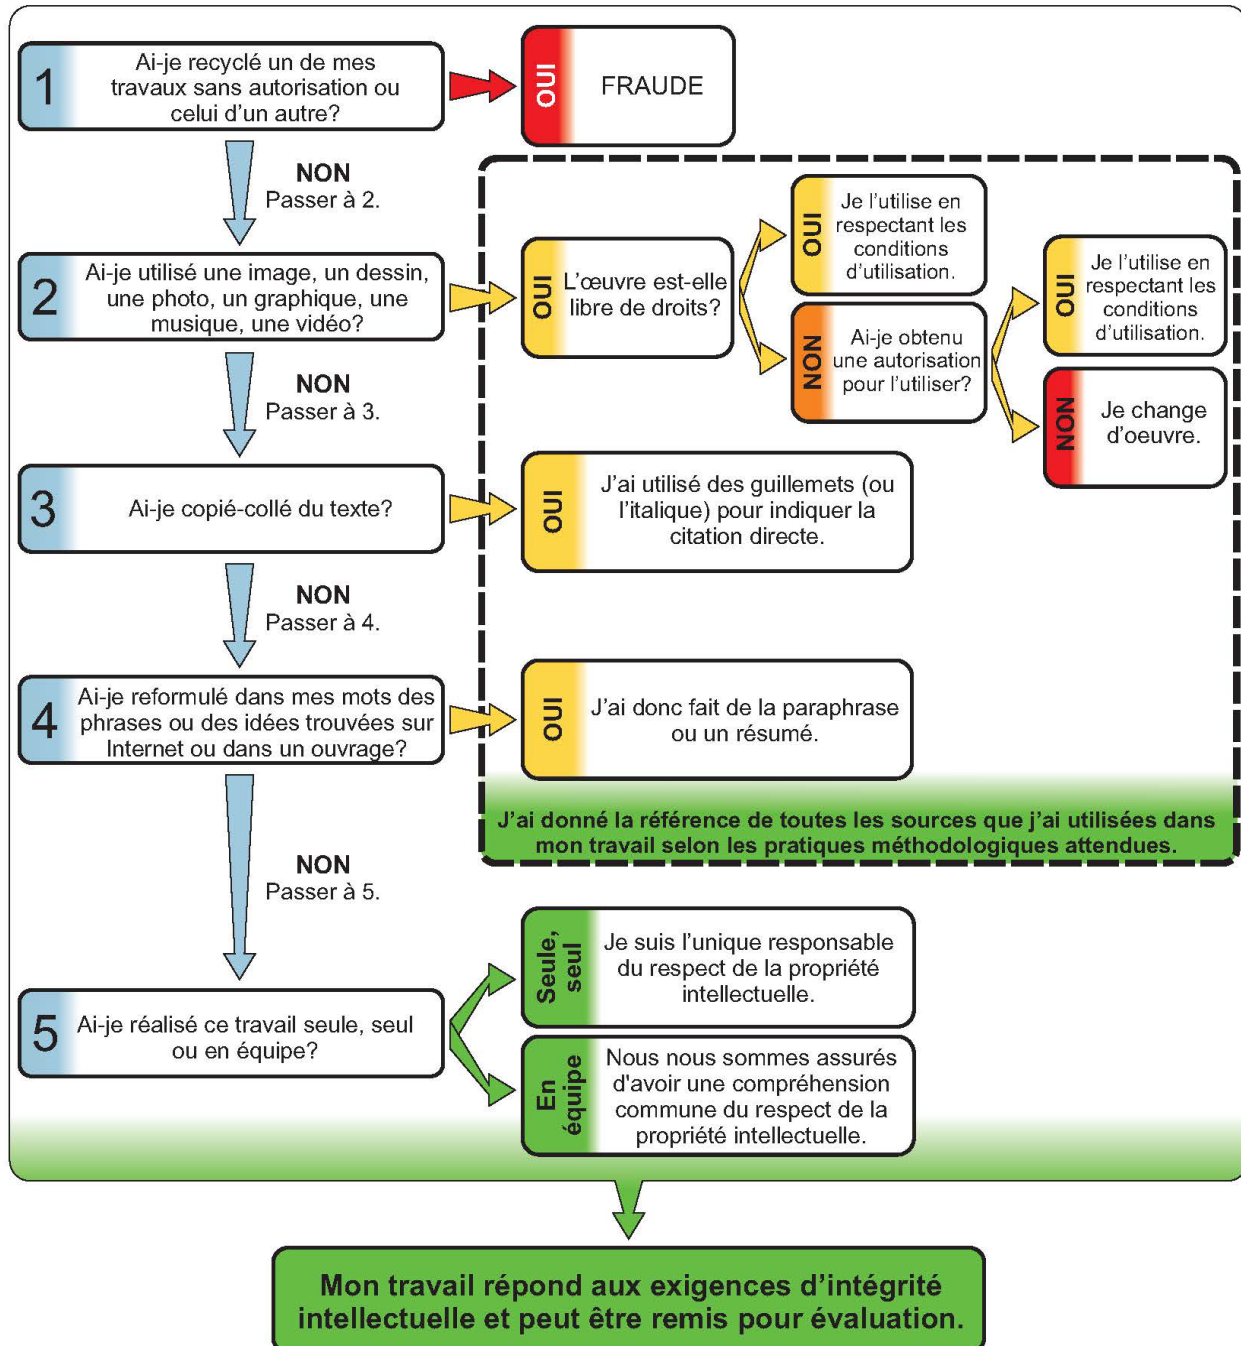 1
Ai-je recyclé un de mes
travaux sans autorisation ou
celui d'un autre?
OUI
FRAUDE
NON
Passer à 2.
2
Ai-je utilisé une image, un dessin,
une photo, un graphique, une
musique, une vidéo?
OUI
L'œuvre est-elle
libre de droits?
OUI
Je l'utilise en
respectant les
conditions
d'utilisation.
NON
Ai-je obtenu
une autorisation
pour l'utiliser?
OUI
Je l'utilise en
respectant les
conditions
d'utilisation.
NON
Je change
d'oeuvre.
NON
Passer à 3.
3
Ai-je copié-collé du texte?
OUI
J'ai utilisé des guillemets (ou
l'italique) pour indiquer la
citation directe.
NON
Passer à 4.
4
Ai-je reformulé dans mes mots des
phrases ou des idées trouvées sur
Internet ou dans un ouvrage?
OUI
J'ai donc fait de la paraphrase
ou un résumé.
J'ai donné la référence de toutes les sources que j'ai utilisées dans
mon travail selon les pratiques méthodologiques attendues.
NON
Passer à 5.
5
Ai-je réalisé ce travail seule, seul
ou en équipe?
Seule,
seul
Je suis l'unique responsable
du respect de la propriété
intellectuelle.
En
équipe
Nous nous sommes assurés
d'avoir une compréhension
commune du respect de la
propriété intellectuelle.
Mon travail répond aux exigences d'intégrité
intellectuelle et peut être remis pour évaluation.